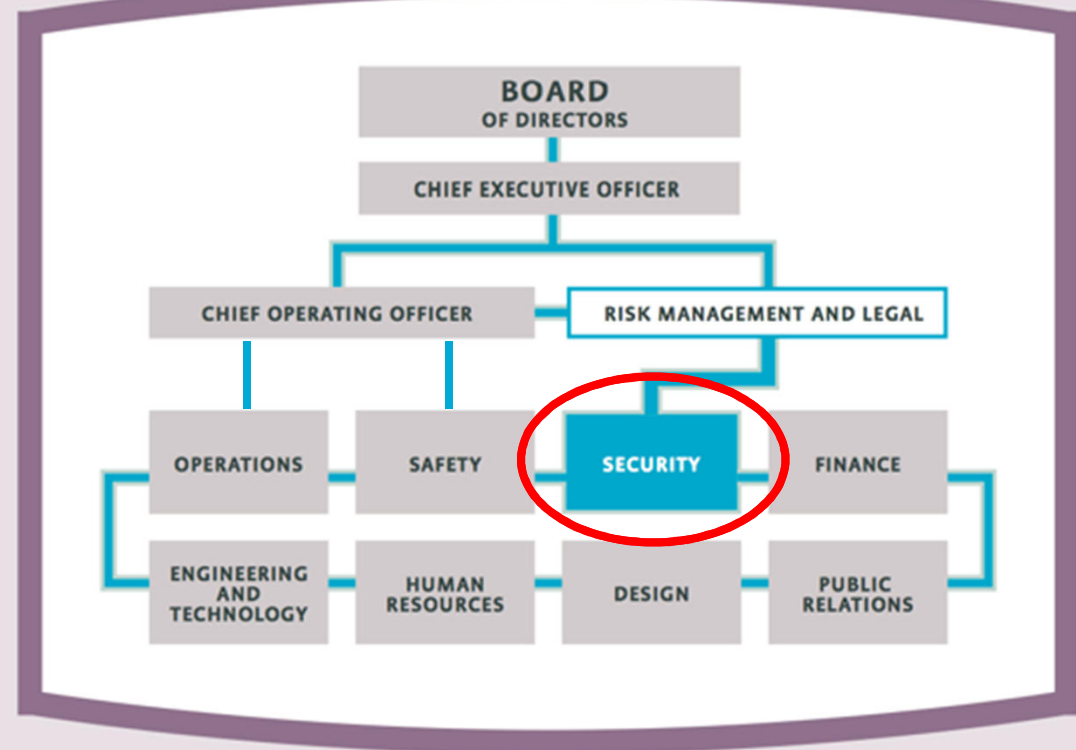 BOARD
OF DIRECTORS
CHIEF EXECUTIVE OFFICER
CHIEF OPERATING OFFICER
RISK MANAGEMENT AND LEGAL
OPERATIONS
SAFETY
SECURITY
FINANCE
ENGINEERING
AND
TECHNOLOGY
HUMAN
RESOURCES
DESIGN
PUBLIC
RELATIONS